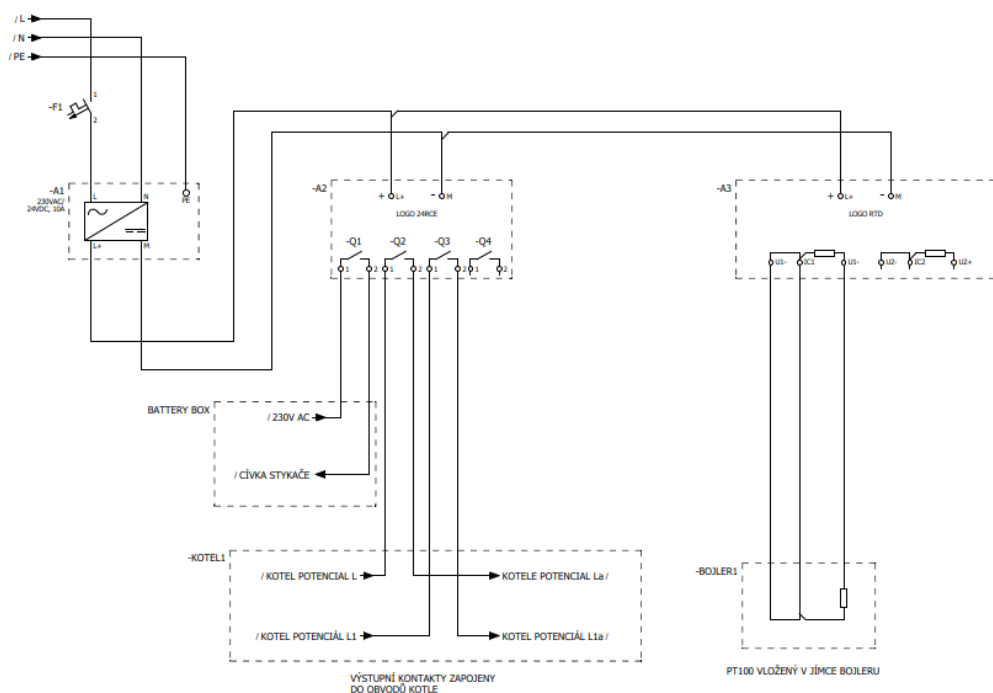 / L
/ N
/ PE
-F1
1
2
-A1
230VAC/
24VDC, 10A
L
N
PE
L+
M
-A2
+
L+
-
M
LOGO 24RCE
-Q1
-Q2
-Q3
-Q4
1
2
1
2
1
2
1
2
-A3
+
L+
-
M
LOGO RTD
U1-
IC1
U1-
U2-
IC2
U2+
BATTERY BOX
/ 230V AC
/ CÍVKA STYKAČE
-KOTEL1
/ KOTEL POTENCIAL L
KOTELE POTENCIAL La /
/ KOTEL POTENCIÁL L1
KOTEL POTENCIÁL L1a /
VÝSTUPNÍ KONTAKTY ZAPOJENY
DO OBVODŮ KOTLE
-BOJLER1
PT100 VLOŽENÝ V JÍMCE BOJLERU